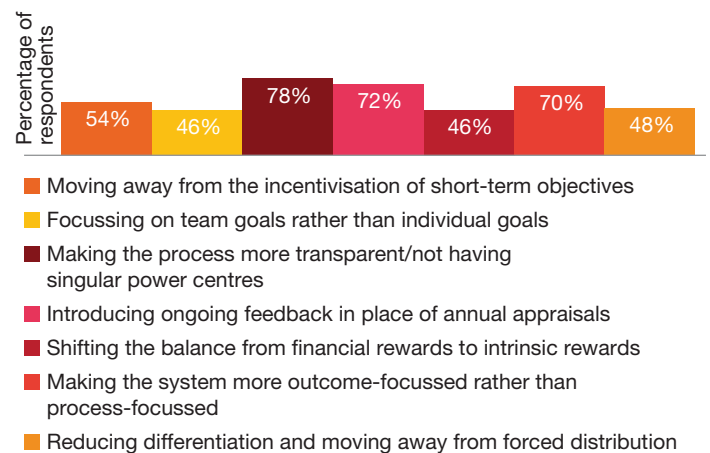 Percentage of
respondents
54%
46%
78%
72%
46%
70%
48%
Moving away from the incentivisation of short-term objectives
Focussing on team goals rather than individual goals
Making the process more transparent/not having
singular power centres
Introducing ongoing feedback in place of annual appraisals
Shifting the balance from financial rewards to intrinsic rewards
Making the system more outcome-focussed rather than
process-focussed
Reducing differentiation and moving away from forced distribution